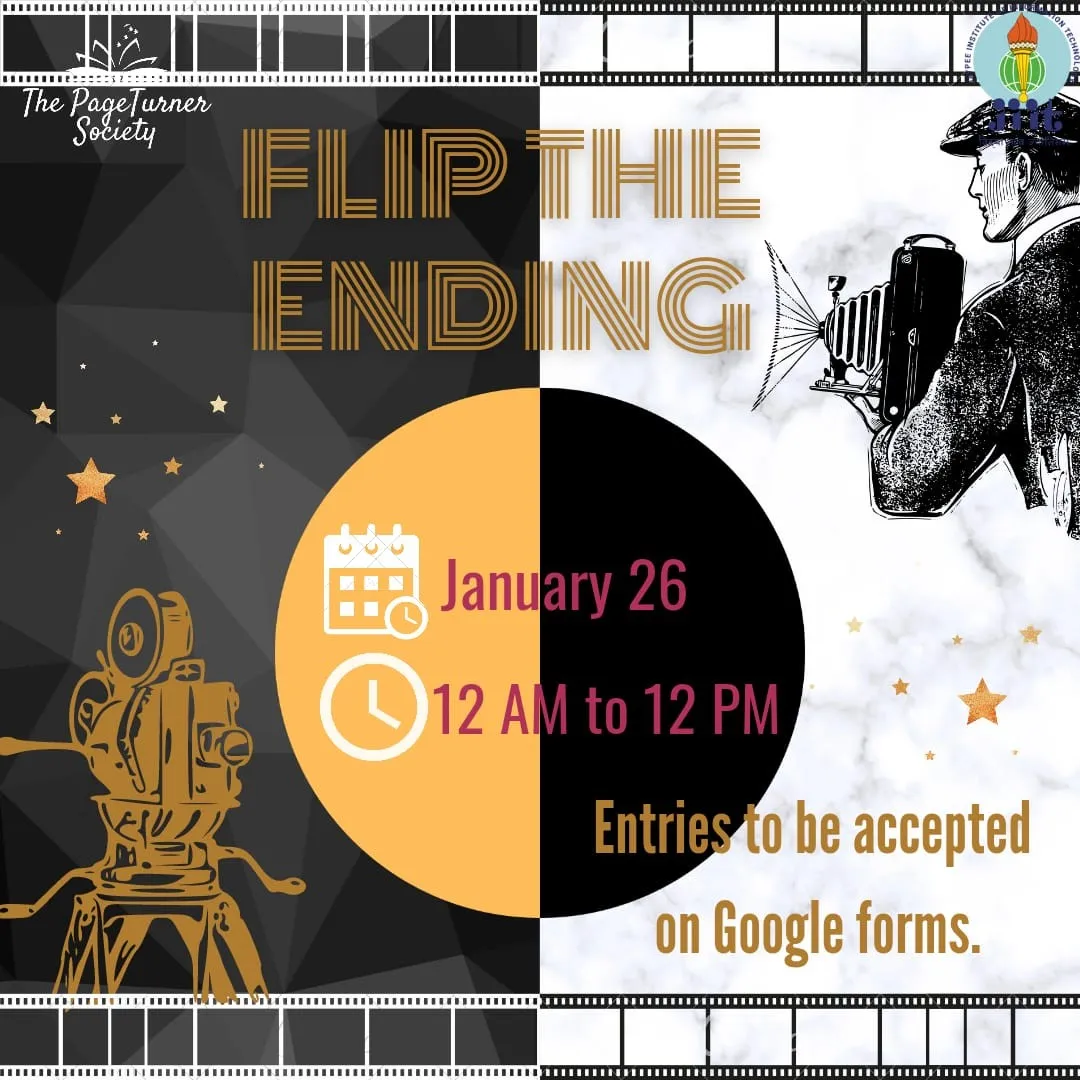 The PageTurner
Society
jiit
FLIP THE
ENDING
January 26
12 AM to 12 PM
Entries to be accepted
on Google forms.